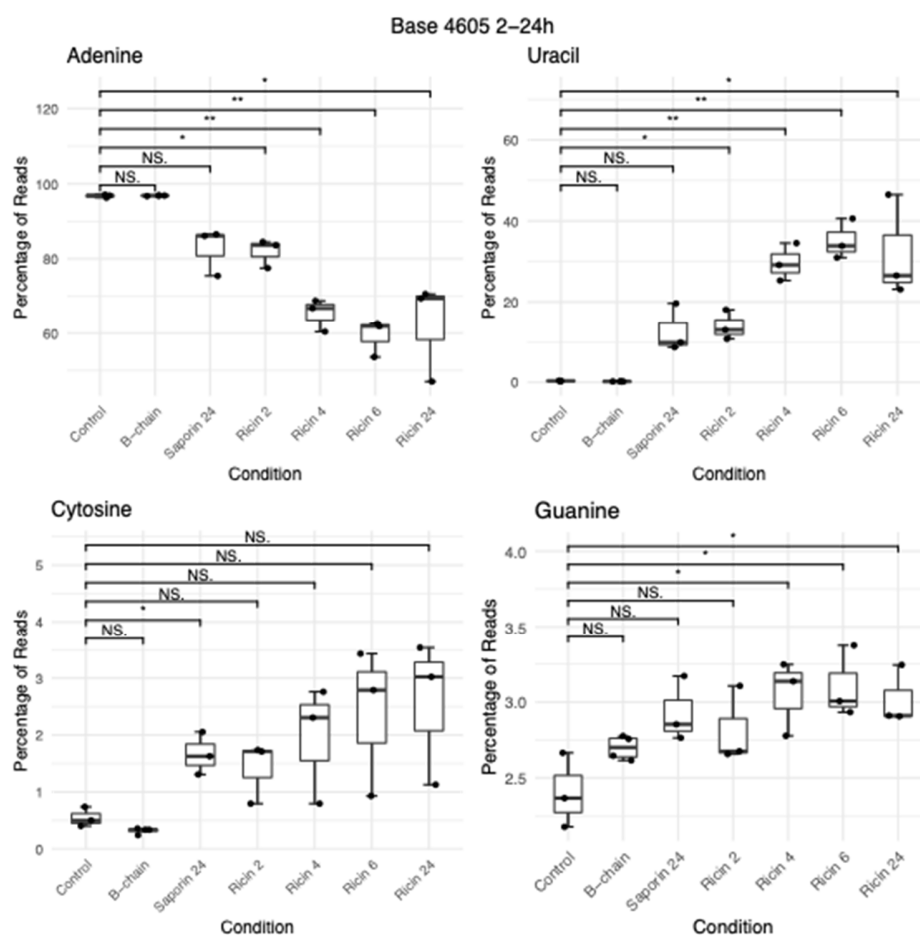 Base 4605 2–24h
Adenine
Percentage of Reads
120
100
80
60
*
**
**
*
NS.
NS.
Control
B–chain
Saporin 24
Ricin 2
Ricin 4
Ricin 6
Ricin 24
Condition
Uracil
Percentage of Reads
60
40
20
0
*
**
**
*
NS.
NS.
Control
B–chain
Saporin 24
Ricin 2
Ricin 4
Ricin 6
Ricin 24
Condition
Cytosine
Percentage of Reads
5
4
3
2
1
0
NS.
NS.
NS.
NS.
*
NS.
Control
B–chain
Saporin 24
Ricin 2
Ricin 4
Ricin 6
Ricin 24
Condition
Guanine
Percentage of Reads
4.0
3.5
3.0
2.5
*
*
*
NS.
NS.
NS.
Control
B–chain
Saporin 24
Ricin 2
Ricin 4
Ricin 6
Ricin 24
Condition